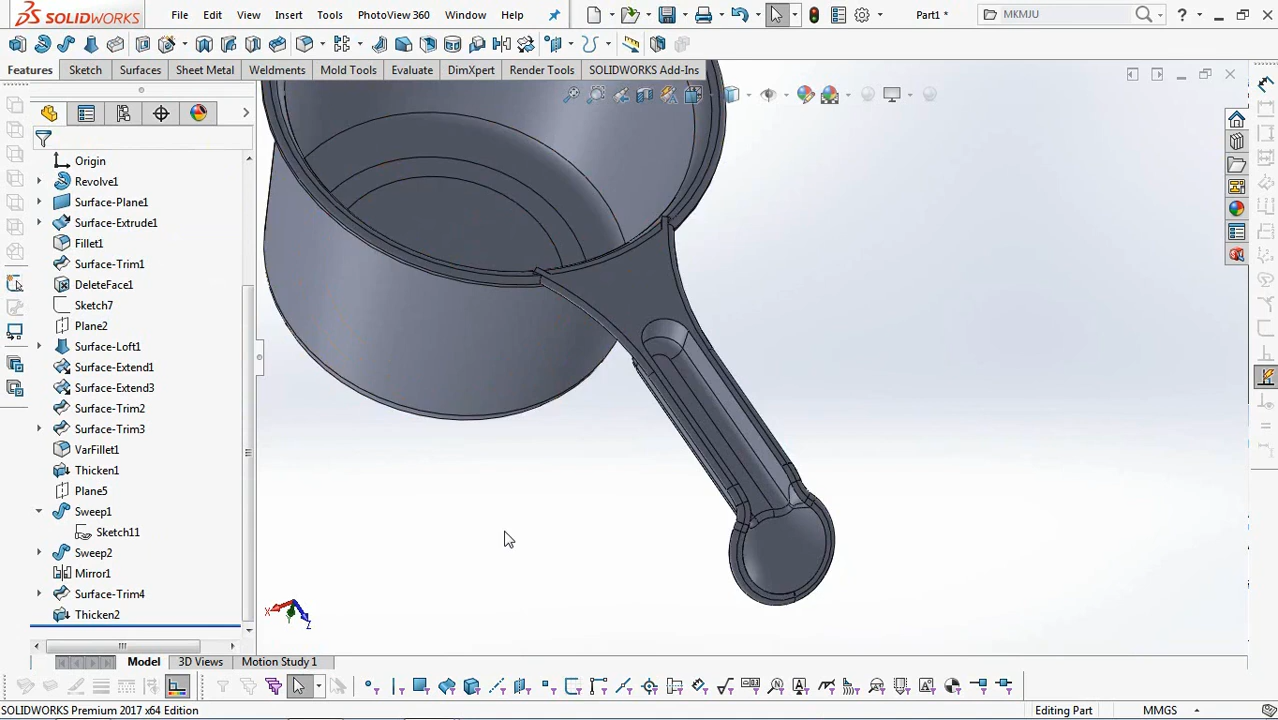 SOLIDWORKS File Edit View Insert Tools PhotoView 360 Window Help Part1 * MKMJU ?
Features Sketch Surfaces Sheet Metal Weldments Mold Tools Evaluate DimXpert Render Tools SOLIDWORKS Add-Ins
Origin
Revolve1
Surface-Plane1
Surface-Extrude1
Fillet1
Surface-Trim1
DeleteFace1
Sketch7
Plane2
Surface-Loft1
Surface-Extend1
Surface-Extend3
Surface-Trim2
Surface-Trim3
VarFillet1
Thicken1
Plane5
Sweep1
Sketch11
Sweep2
Mirror1
Surface-Trim4
Thicken2
X Y Z
Model 3D Views Motion Study 1
SOLIDWORKS Premium 2017 x64 Edition Editing Part MMGS